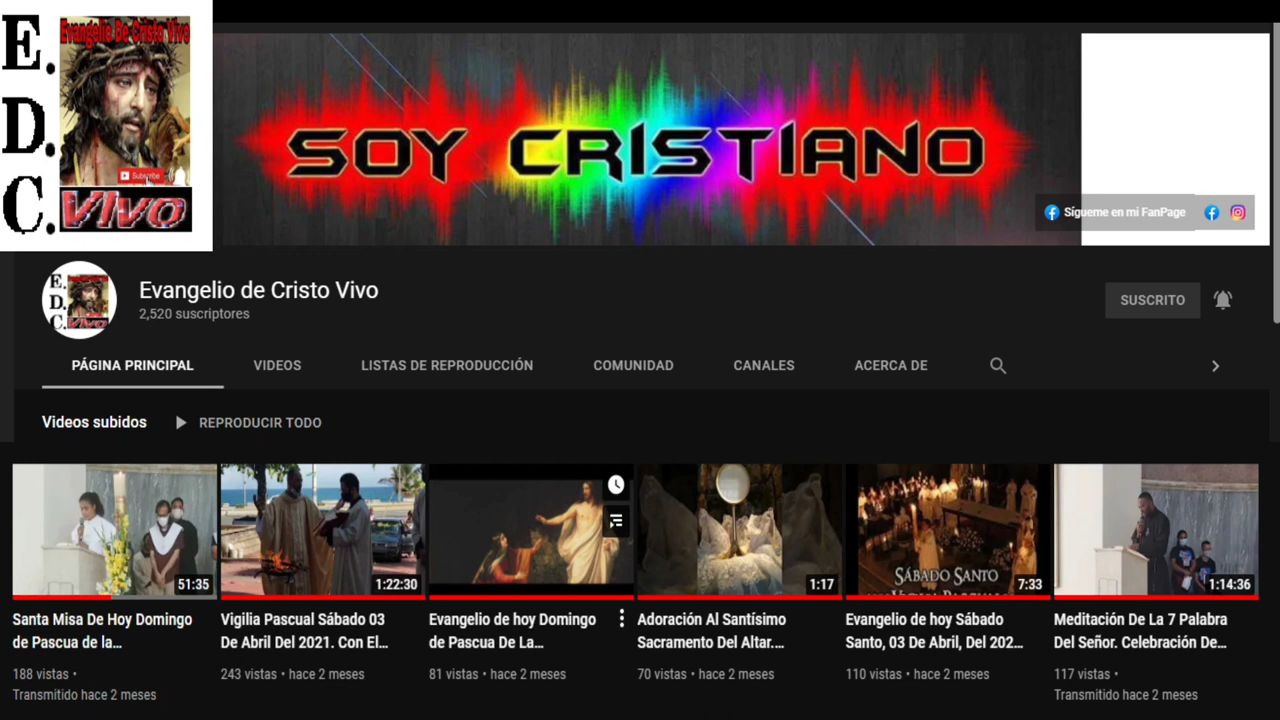 E.
D.
C.
Evangelio De Cristo Vivo
Subscribe
VIvo
SOY CRISTIANO
Sígueme en mi FanPage
E.
D.
C.
VIvo
Evangelio de Cristo Vivo
2,520 suscriptores
SUSCRITO
PÁGINA PRINCIPAL
VIDEOS
LISTAS DE REPRODUCCIÓN
COMUNIDAD
CANALES
ACERCA DE
Videos subidos
REPRODUCIR TODO
51:35
Santa Misa De Hoy Domingo
de Pascua de la...
188 vistas •
Transmitido hace 2 meses
1:22:30
Vigilia Pascual Sábado 03
De Abril Del 2021. Con El...
243 vistas • hace 2 meses
Evangelio de hoy Domingo
de Pascua De La...
81 vistas • hace 2 meses
1:17
Adoración Al Santísimo
Sacramento Del Altar....
70 vistas • hace 2 meses
SÁBADO SANTO
7:33
Evangelio de hoy Sábado
Santo, 03 De Abril, Del 202...
110 vistas • hace 2 meses
1:14:36
Meditación De La 7 Palabra
Del Señor. Celebración De...
117 vistas •
Transmitido hace 2 meses